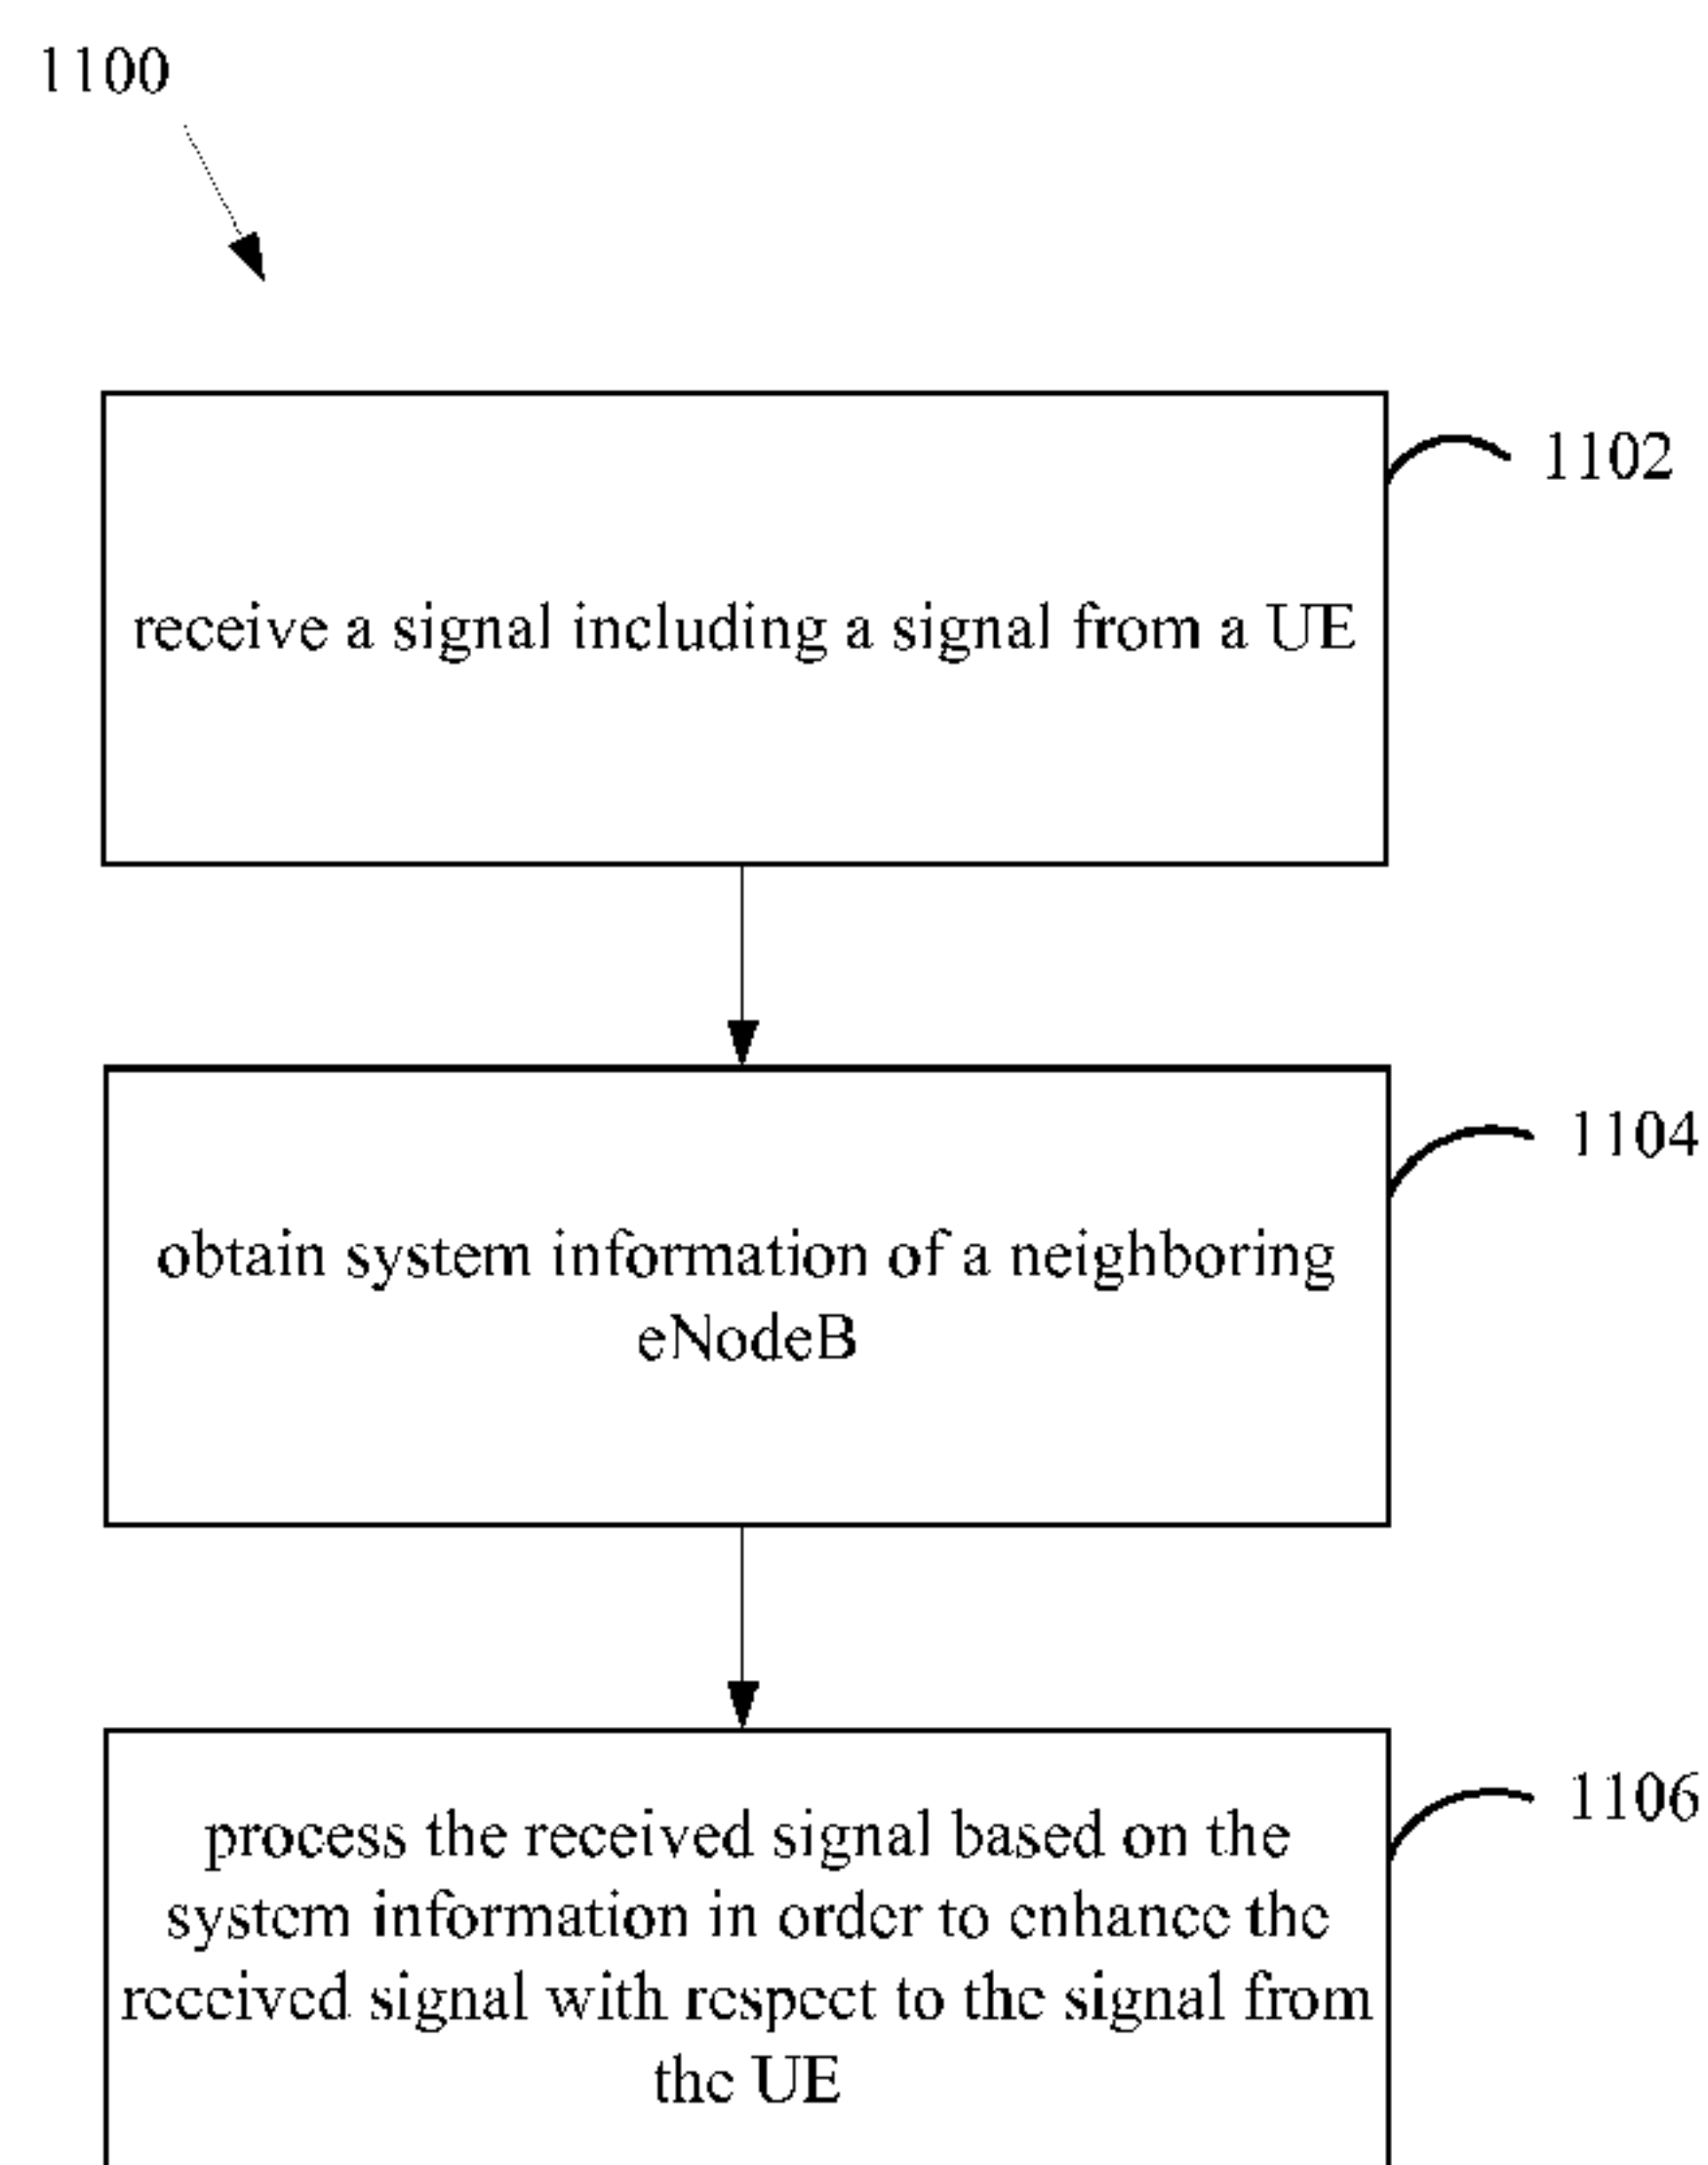 1100
1102
receive a signal including a signal from a UE
1104
obtain system information of a neighboring
eNodeB
1106
process the received signal based on the
system information in order to enhance the
received signal with respect to the signal from
the UE